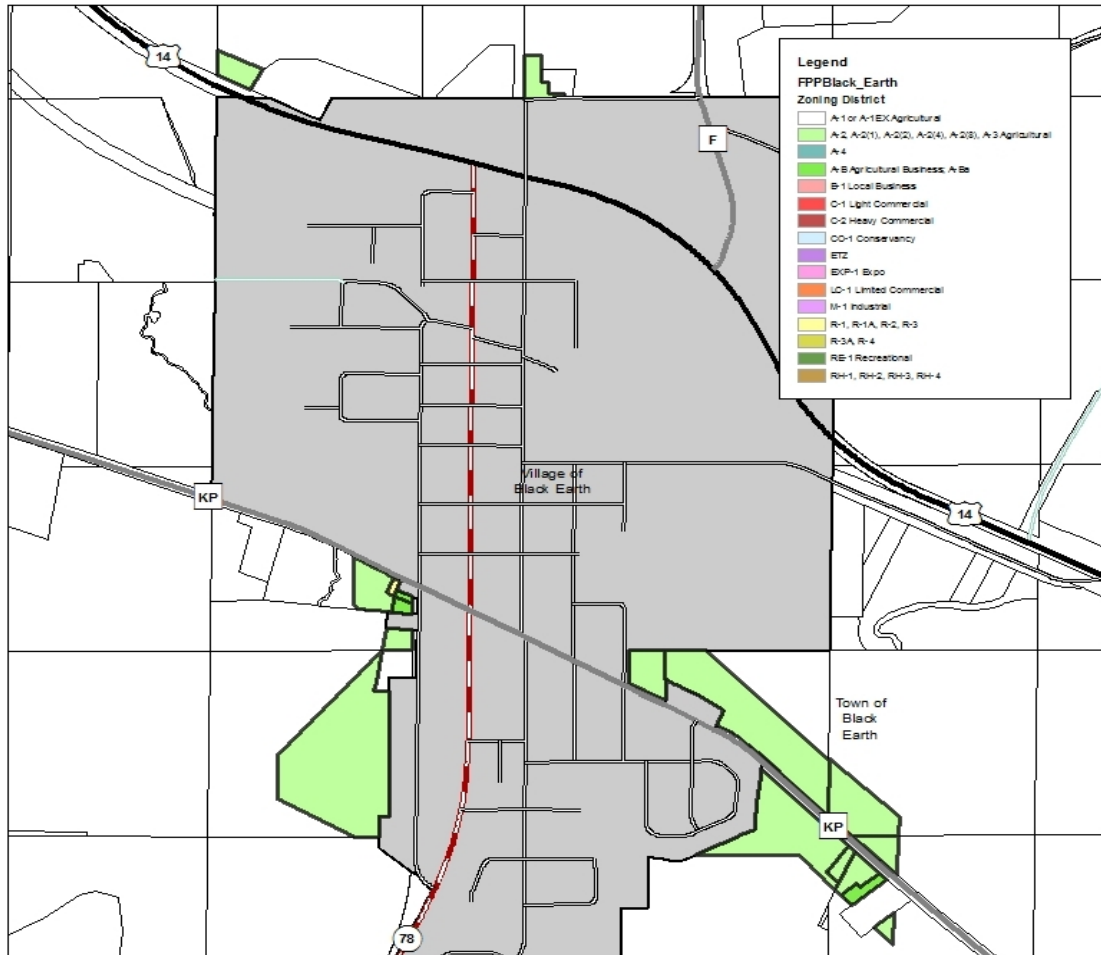 14
Legend
FPPBlack_Earth
Zoning District
A-1 or A-1EX Agricultural
A-2, A-2(1), A-2(2), A-2(4), A-2(8), A-3 Agricultural
A-4
A-B Agricultural Business; A-Ba
B-1 Local Business
C-1 Light Commercial
C-2 Heavy Commercial
CO-1 Conservancy
ETZ
EXP-1 Expo
LC-1 Limited Commercial
M-1 Industrial
R-1, R-1A, R-2, R-3
R-3A, R-4
RE-1 Recreational
RH-1, RH-2, RH-3, RH-4
F
Village of
Black Earth
KP
14
Town of
Black
Earth
KP
78